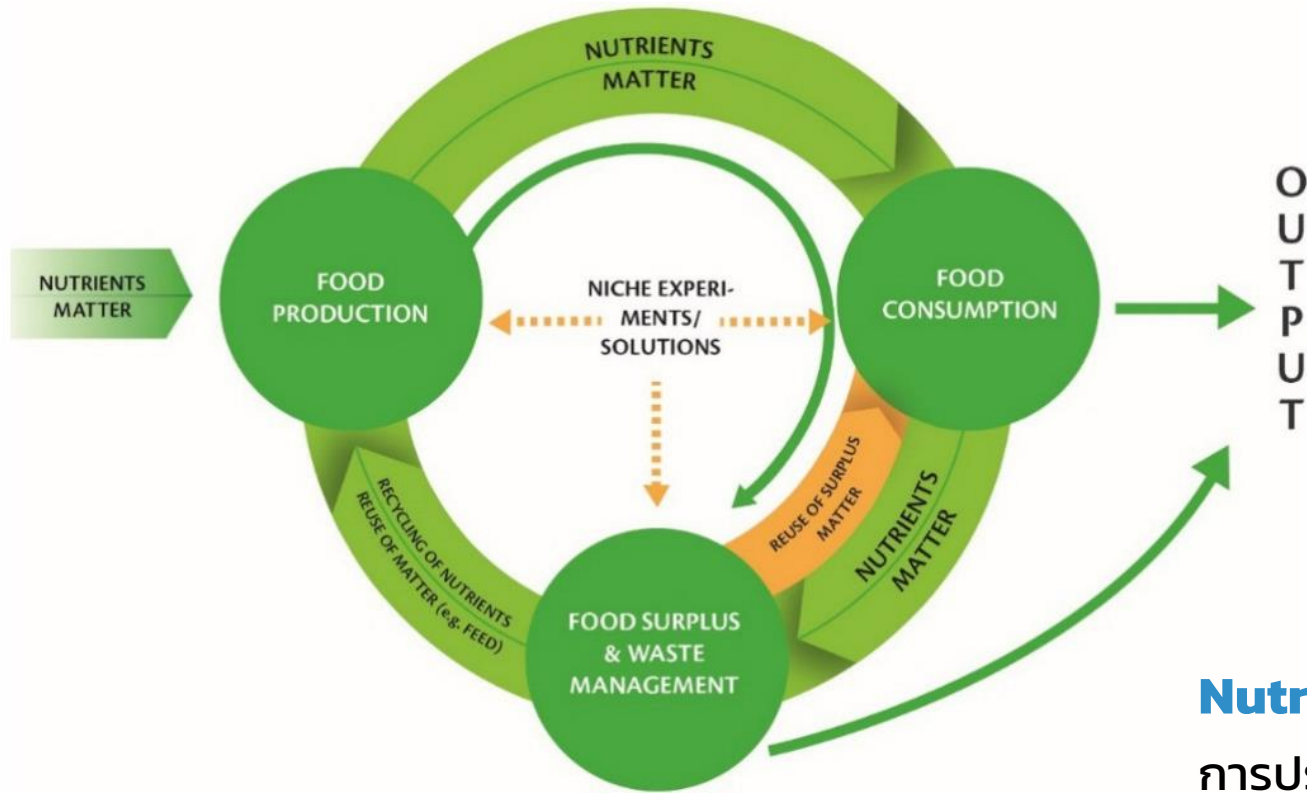 NUTRIENTS
MATTER
NUTRIENTS
MATTER
FOOD
PRODUCTION
NICHE EXPERI-
MENTS/
SOLUTIONS
FOOD
CONSUMPTION
OUTPUT
REUSE OF SURPLUS
MATTER
NUTRIENTS
MATTER
RECYCLING OF NUTRIENTS
REUSE OF MATTER (e.g. FEED)
FOOD SURPLUS
& WASTE
MANAGEMENT